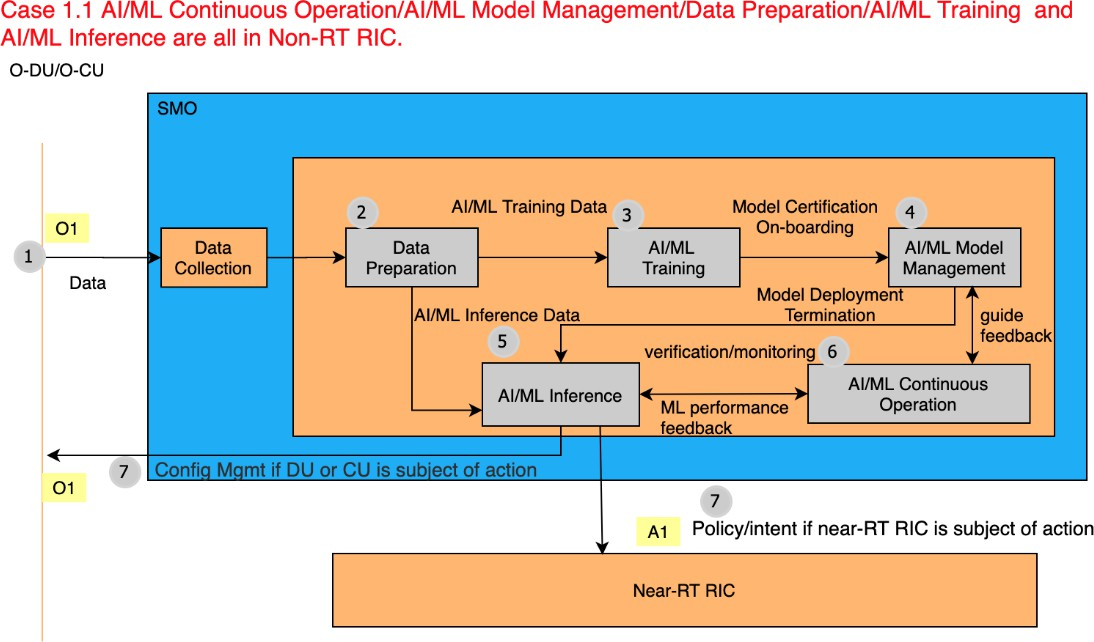 Case 1.1 AI/ML Continuous Operation/AI/ML Model Management/Data Preparation/AI/ML Training and
AI/ML Inference are all in Non-RT RIC.
O-DU/O-CU
SMO
O1
1
Data
Data
Collection
2
Data
Preparation
AI/ML Training Data
3
AI/ML
Training
Model Certification
On-boarding
4
AI/ML Model
Management
AI/ML Inference Data
Model Deployment
Termination
guide
feedback
5
AI/ML Inference
verification/monitoring
6
ML performance
feedback
AI/ML Continuous
Operation
7
Config Mgmt if DU or CU is subject of action
O1
7
A1
Policy/intent if near-RT RIC is subject of action
Near-RT RIC